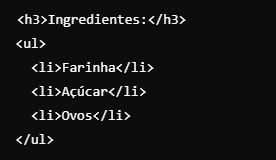 <h3>Ingredientes:</h3>
<ul>
  <li>Farinha</li>
  <li>Açúcar</li>
  <li>Ovos</li>
</ul>